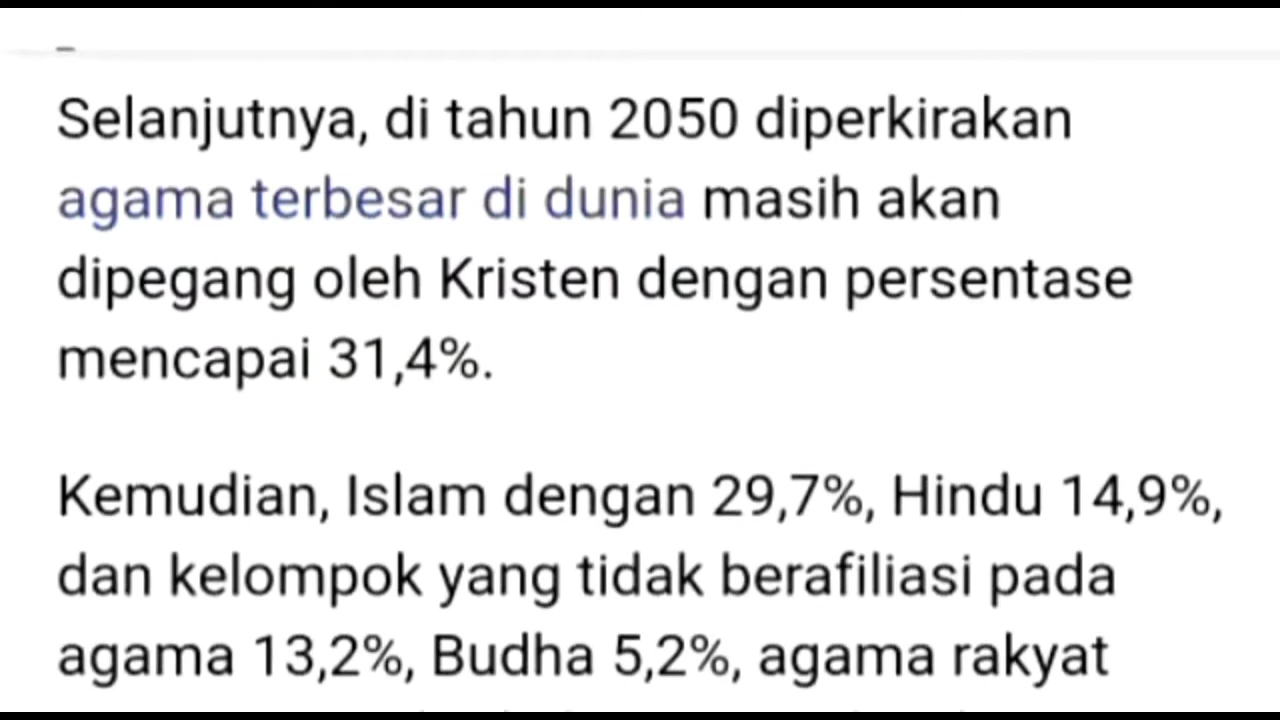 Selanjutnya, di tahun 2050 diperkirakan
agama terbesar di dunia masih akan
dipegang oleh Kristen dengan persentase
mencapai 31,4%.
Kemudian, Islam dengan 29,7%, Hindu 14,9%,
dan kelompok yang tidak berafiliasi pada
agama 13,2%, Budha 5,2%, agama rakyat